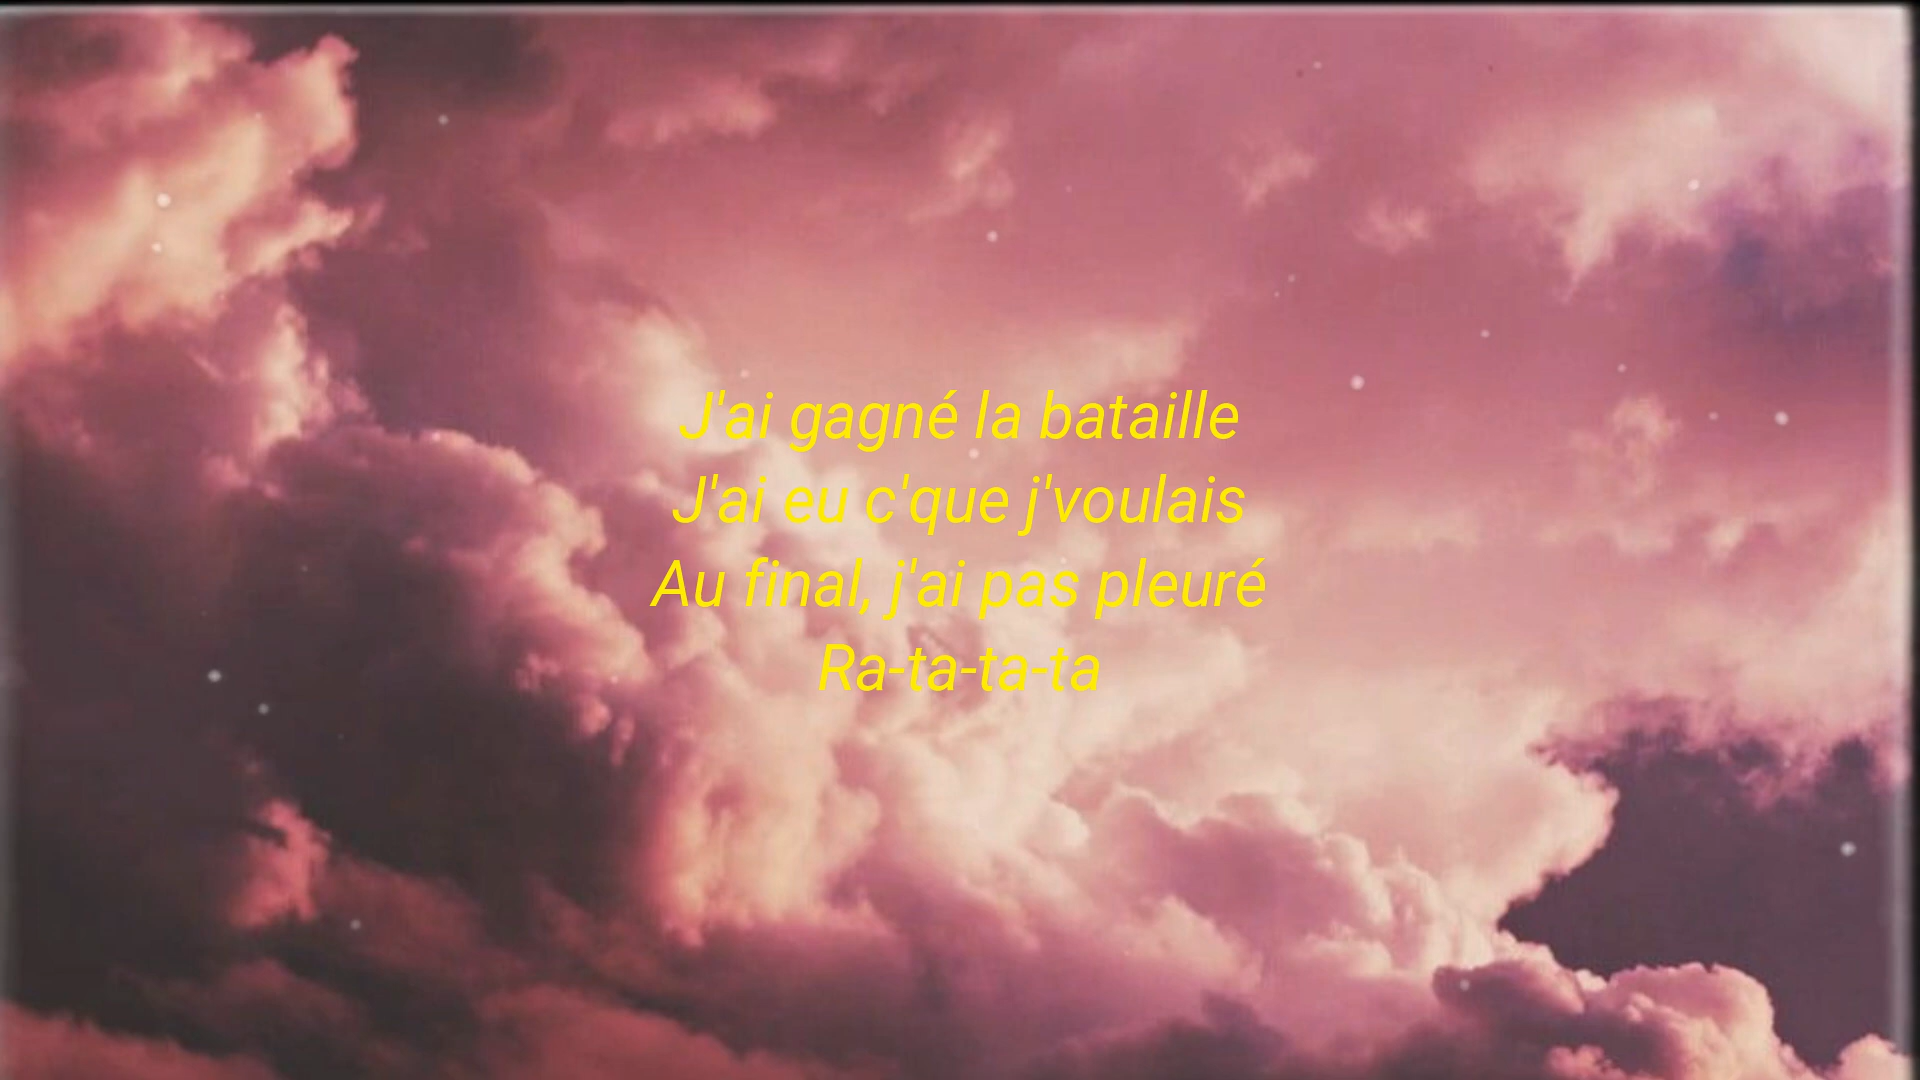 J'ai gagné la bataille
J'ai eu c'que j'voulais
Au final, j'ai pas pleuré
Ra-ta-ta-ta